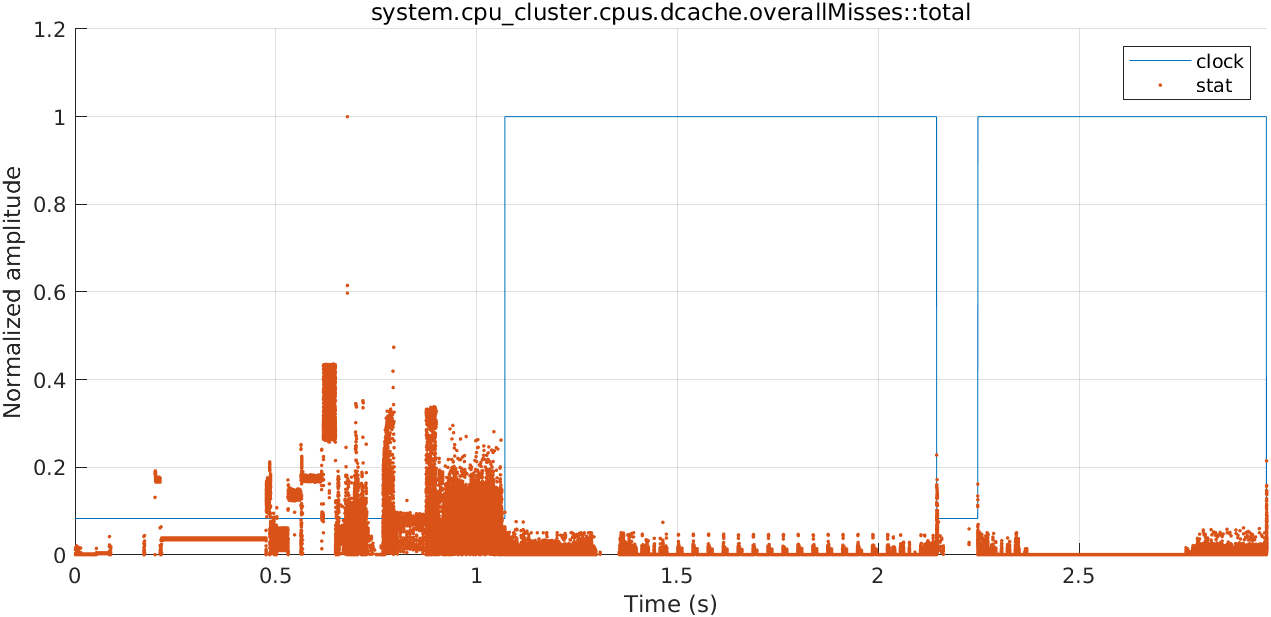 system.cpu_cluster.cpus.dcache.overallMisses::total
Normalized amplitude
1.2
1
0.8
0.6
0.4
0.2
0
clock
stat
0 0.5 1 1.5 2 2.5
Time (s)